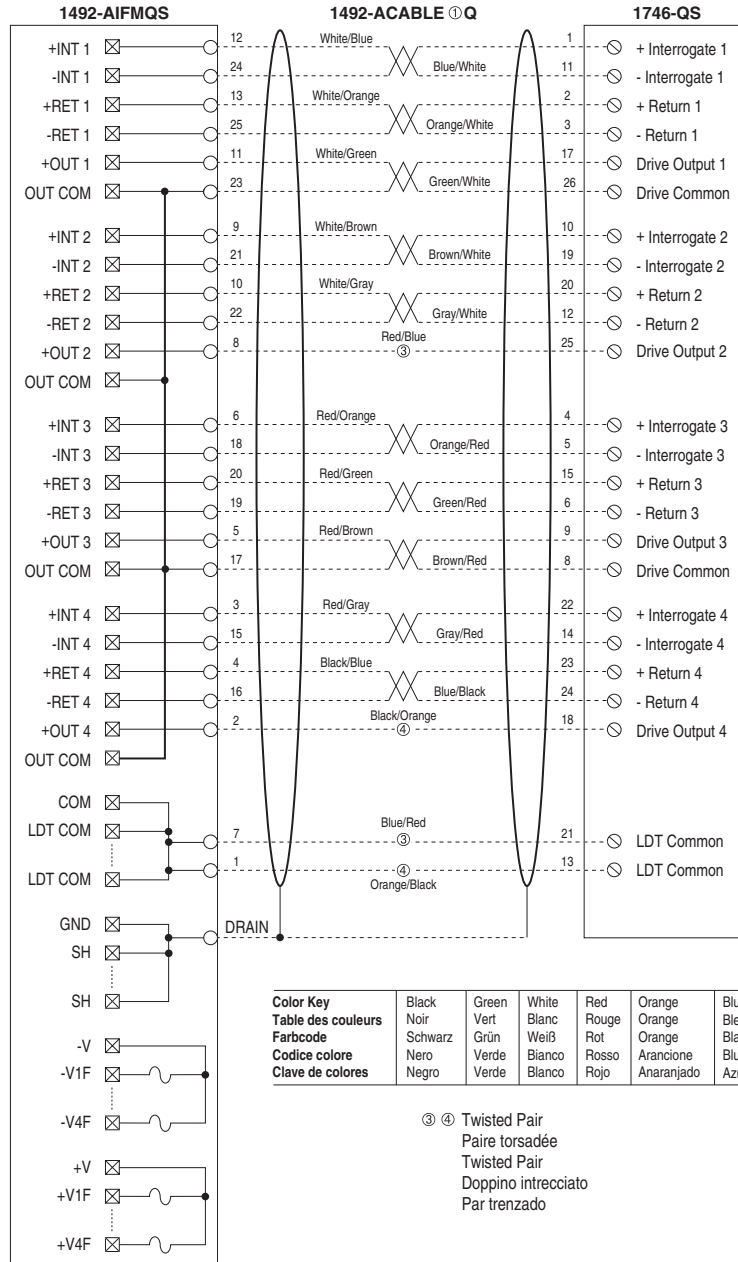 1492-AIFMQS 1492-ACABLE ①Q 1746-QS
+INT 1 12 White/Blue 1 + Interrogate 1
-INT 1 24 Blue/White 11 - Interrogate 1
+RET 1 13 White/Orange 2 + Return 1
-RET 1 25 Orange/White 3 - Return 1
+OUT 1 11 White/Green 17 Drive Output 1
OUT COM 23 Green/White 26 Drive Common
+INT 2 9 White/Brown 10 + Interrogate 2
-INT 2 21 Brown/White 19 - Interrogate 2
+RET 2 10 White/Gray 20 + Return 2
-RET 2 22 Gray/White 12 - Return 2
+OUT 2 8 Red/Blue ③ 25 Drive Output 2
OUT COM
+INT 3 6 Red/Orange 4 + Interrogate 3
-INT 3 18 Orange/Red 5 - Interrogate 3
+RET 3 20 Red/Green 15 + Return 3
-RET 3 19 Green/Red 6 - Return 3
+OUT 3 5 Red/Brown 9 Drive Output 3
OUT COM 17 Brown/Red 8 Drive Common
+INT 4 3 Red/Gray 22 + Interrogate 4
-INT 4 15 Gray/Red 14 - Interrogate 4
+RET 4 4 Black/Blue 23 + Return 4
-RET 4 16 Blue/Black 24 - Return 4
+OUT 4 2 Black/Orange ④ 18 Drive Output 4
OUT COM
COM
LDT COM 7 Blue/Red ③ 21 LDT Common
LDT COM 1 ④ Orange/Black 13 LDT Common
GND DRAIN
SH
SH
Color Key Black Green White Red Orange
Table des couleurs Noir Vert Blanc Rouge Orange
Farbcode Schwarz Grün Weiß Rot Orange
Codice colore Nero Verde Bianco Rosso Arancione
Clave de colores Negro Verde Blanco Rojo Anaranjado
-V
-V1F
-V4F
+V
+V1F
+V4F
③ ④ Twisted Pair
Paire torsadée
Twisted Pair
Doppino intrecciato
Par trenzado